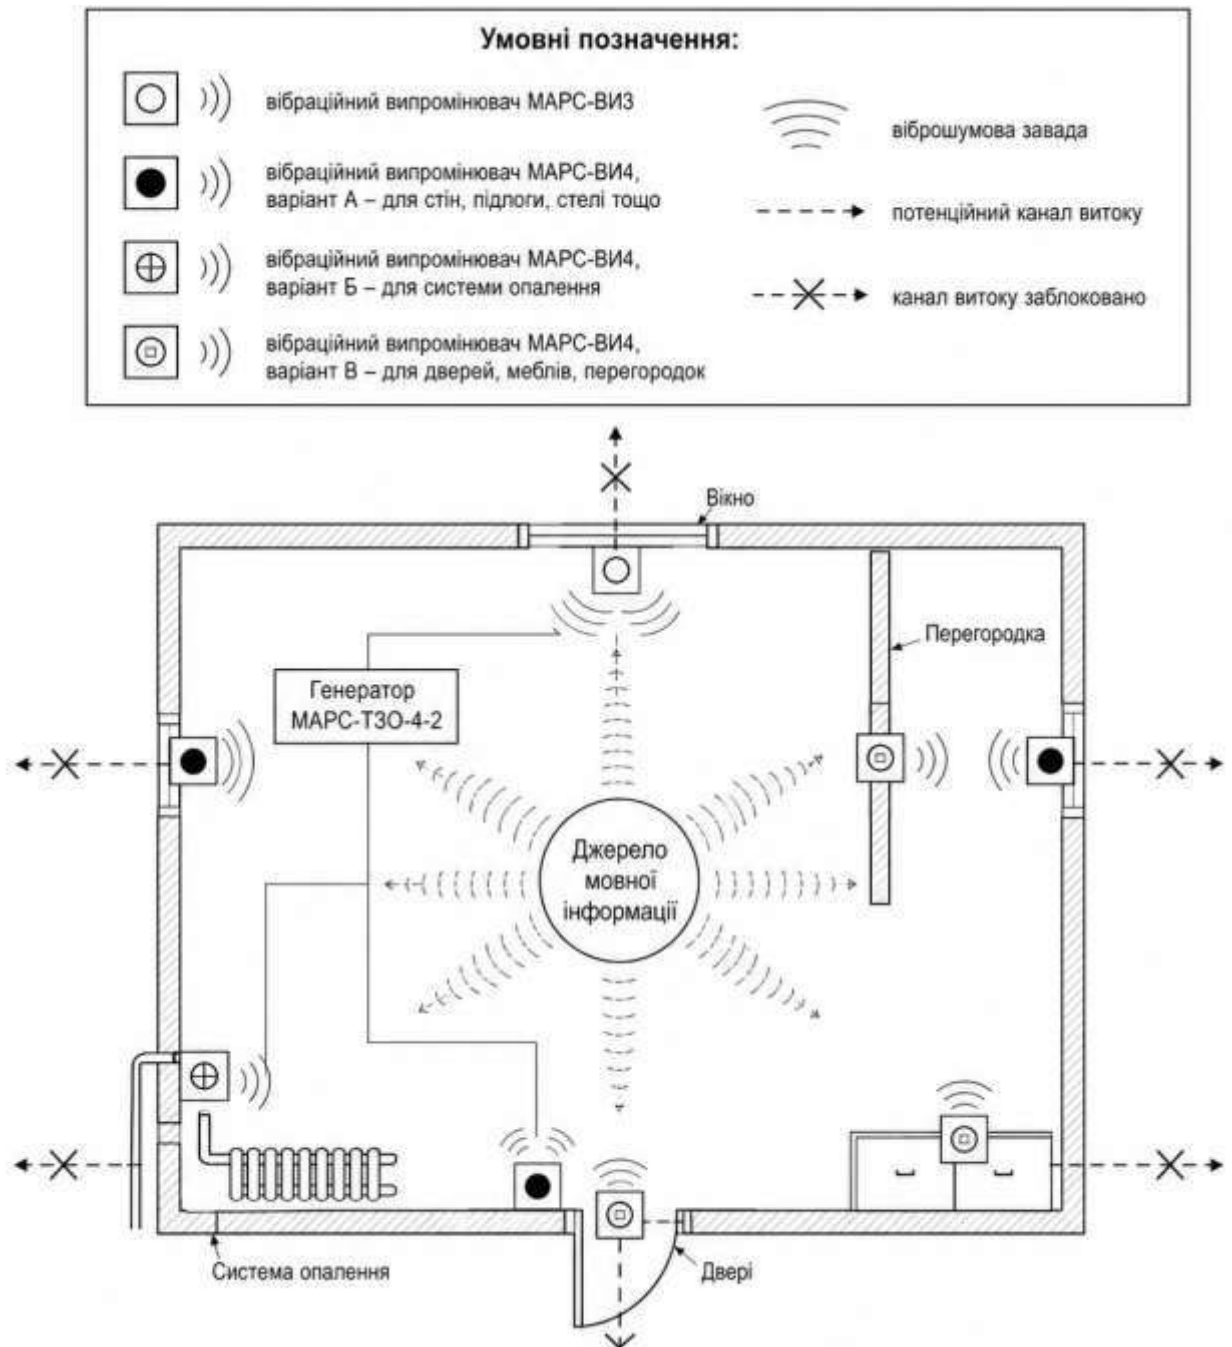 Умовні позначення:
вібраційний випромінювач МАРС-ВИ3
вібраційний випромінювач МАРС-ВИ4,
варіант А – для стін, підлоги, стелі тощо
вібраційний випромінювач МАРС-ВИ4,
варіант Б – для системи опалення
вібраційний випромінювач МАРС-ВИ4,
варіант В – для дверей, меблів, перегородок
віброшумова завада
потенційний канал витоку
канал витоку заблоковано
Вікно
Перегородка
Генератор
МАРС-ТЗО-4-2
Джерело
мовної
інформації
Система опалення
Двері